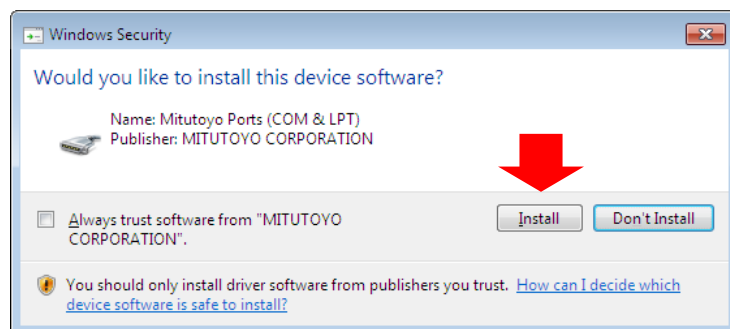 Windows Security
Would you like to install this device software?
Name: Mitutoyo Ports (COM & LPT)
Publisher: MITUTOYO CORPORATION
Always trust software from "MITUTOYO
CORPORATION".
Install
Don't Install
You should only install driver software from publishers you trust. How can I decide which
device software is safe to install?